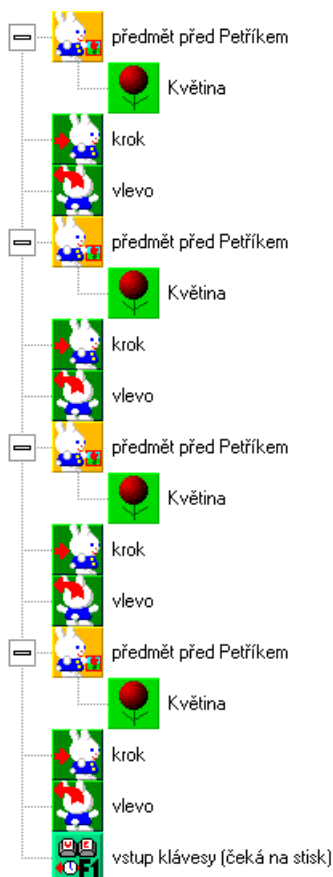 předmět před Petříkem
Květina
krok
vlevo
předmět před Petříkem
Květina
krok
vlevo
předmět před Petříkem
Květina
krok
vlevo
předmět před Petříkem
Květina
krok
vlevo
vstup klávesy (čeká na stisk)